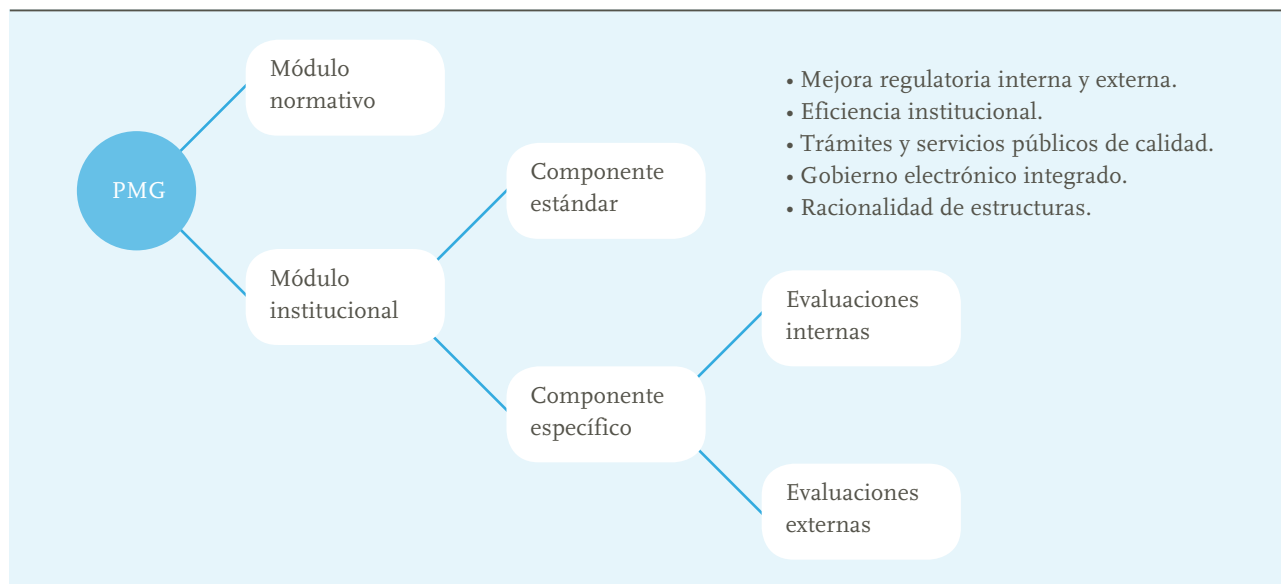 PMG
Módulo
normativo
Módulo
institucional
Componente
estándar
Componente
específico
• Mejora regulatoria interna y externa.
• Eficiencia institucional.
• Trámites y servicios públicos de calidad.
• Gobierno electrónico integrado.
• Racionalidad de estructuras.
Evaluaciones
internas
Evaluaciones
externas